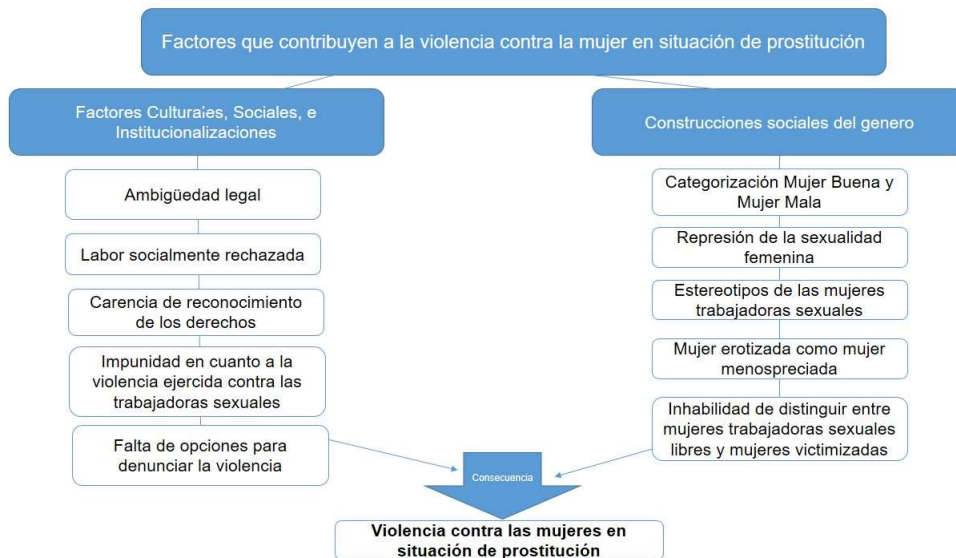 Factores que contribuyen a la violencia contra la mujer en situación de prostitución
Factores Culturales, Sociales, e
Institucionalizaciones
Ambigüedad legal
Labor socialmente rechazada
Carencia de reconocimiento
de los derechos
Impunidad en cuanto a la
violencia ejercida contra las
trabajadoras sexuales
Falta de opciones para
denunciar la violencia
Construcciones sociales del genero
Categorización Mujer Buena y
Mujer Mala
Represión de la sexualidad
femenina
Estereotipos de las mujeres
trabajadoras sexuales
Mujer erotizada como mujer
menospreciada
Inhabilidad de distinguir entre
mujeres trabajadoras sexuales
libres y mujeres victimizadas
Consecuencia
Violencia contra las mujeres en
situación de prostitución